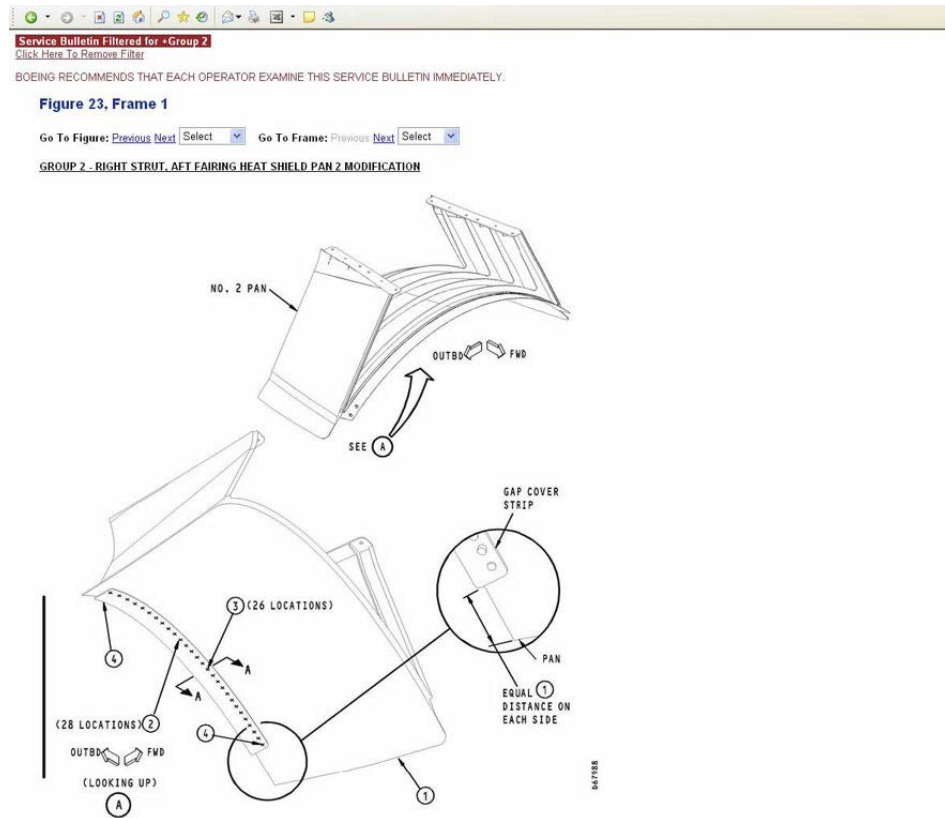 Service Bulletin Filtered for +Group 2
Click Here To Remove Filter
BOEING RECOMMENDS THAT EACH OPERATOR EXAMINE THIS SERVICE BULLETIN IMMEDIATELY.
Figure 23, Frame 1
Go To Figure: Previous Next Select Go To Frame: Previous Next Select
GROUP 2 - RIGHT STRUT, AFT FAIRING HEAT SHIELD PAN 2 MODIFICATION
NO. 2 PAN
OUTBD FWD
SEE A
GAP COVER
STRIP
3 (26 LOCATIONS)
4
A
A
PAN
EQUAL 1
DISTANCE ON
EACH SIDE
(28 LOCATIONS) 2
4
OUTBD FWD
(LOOKING UP)
A
1
b67988